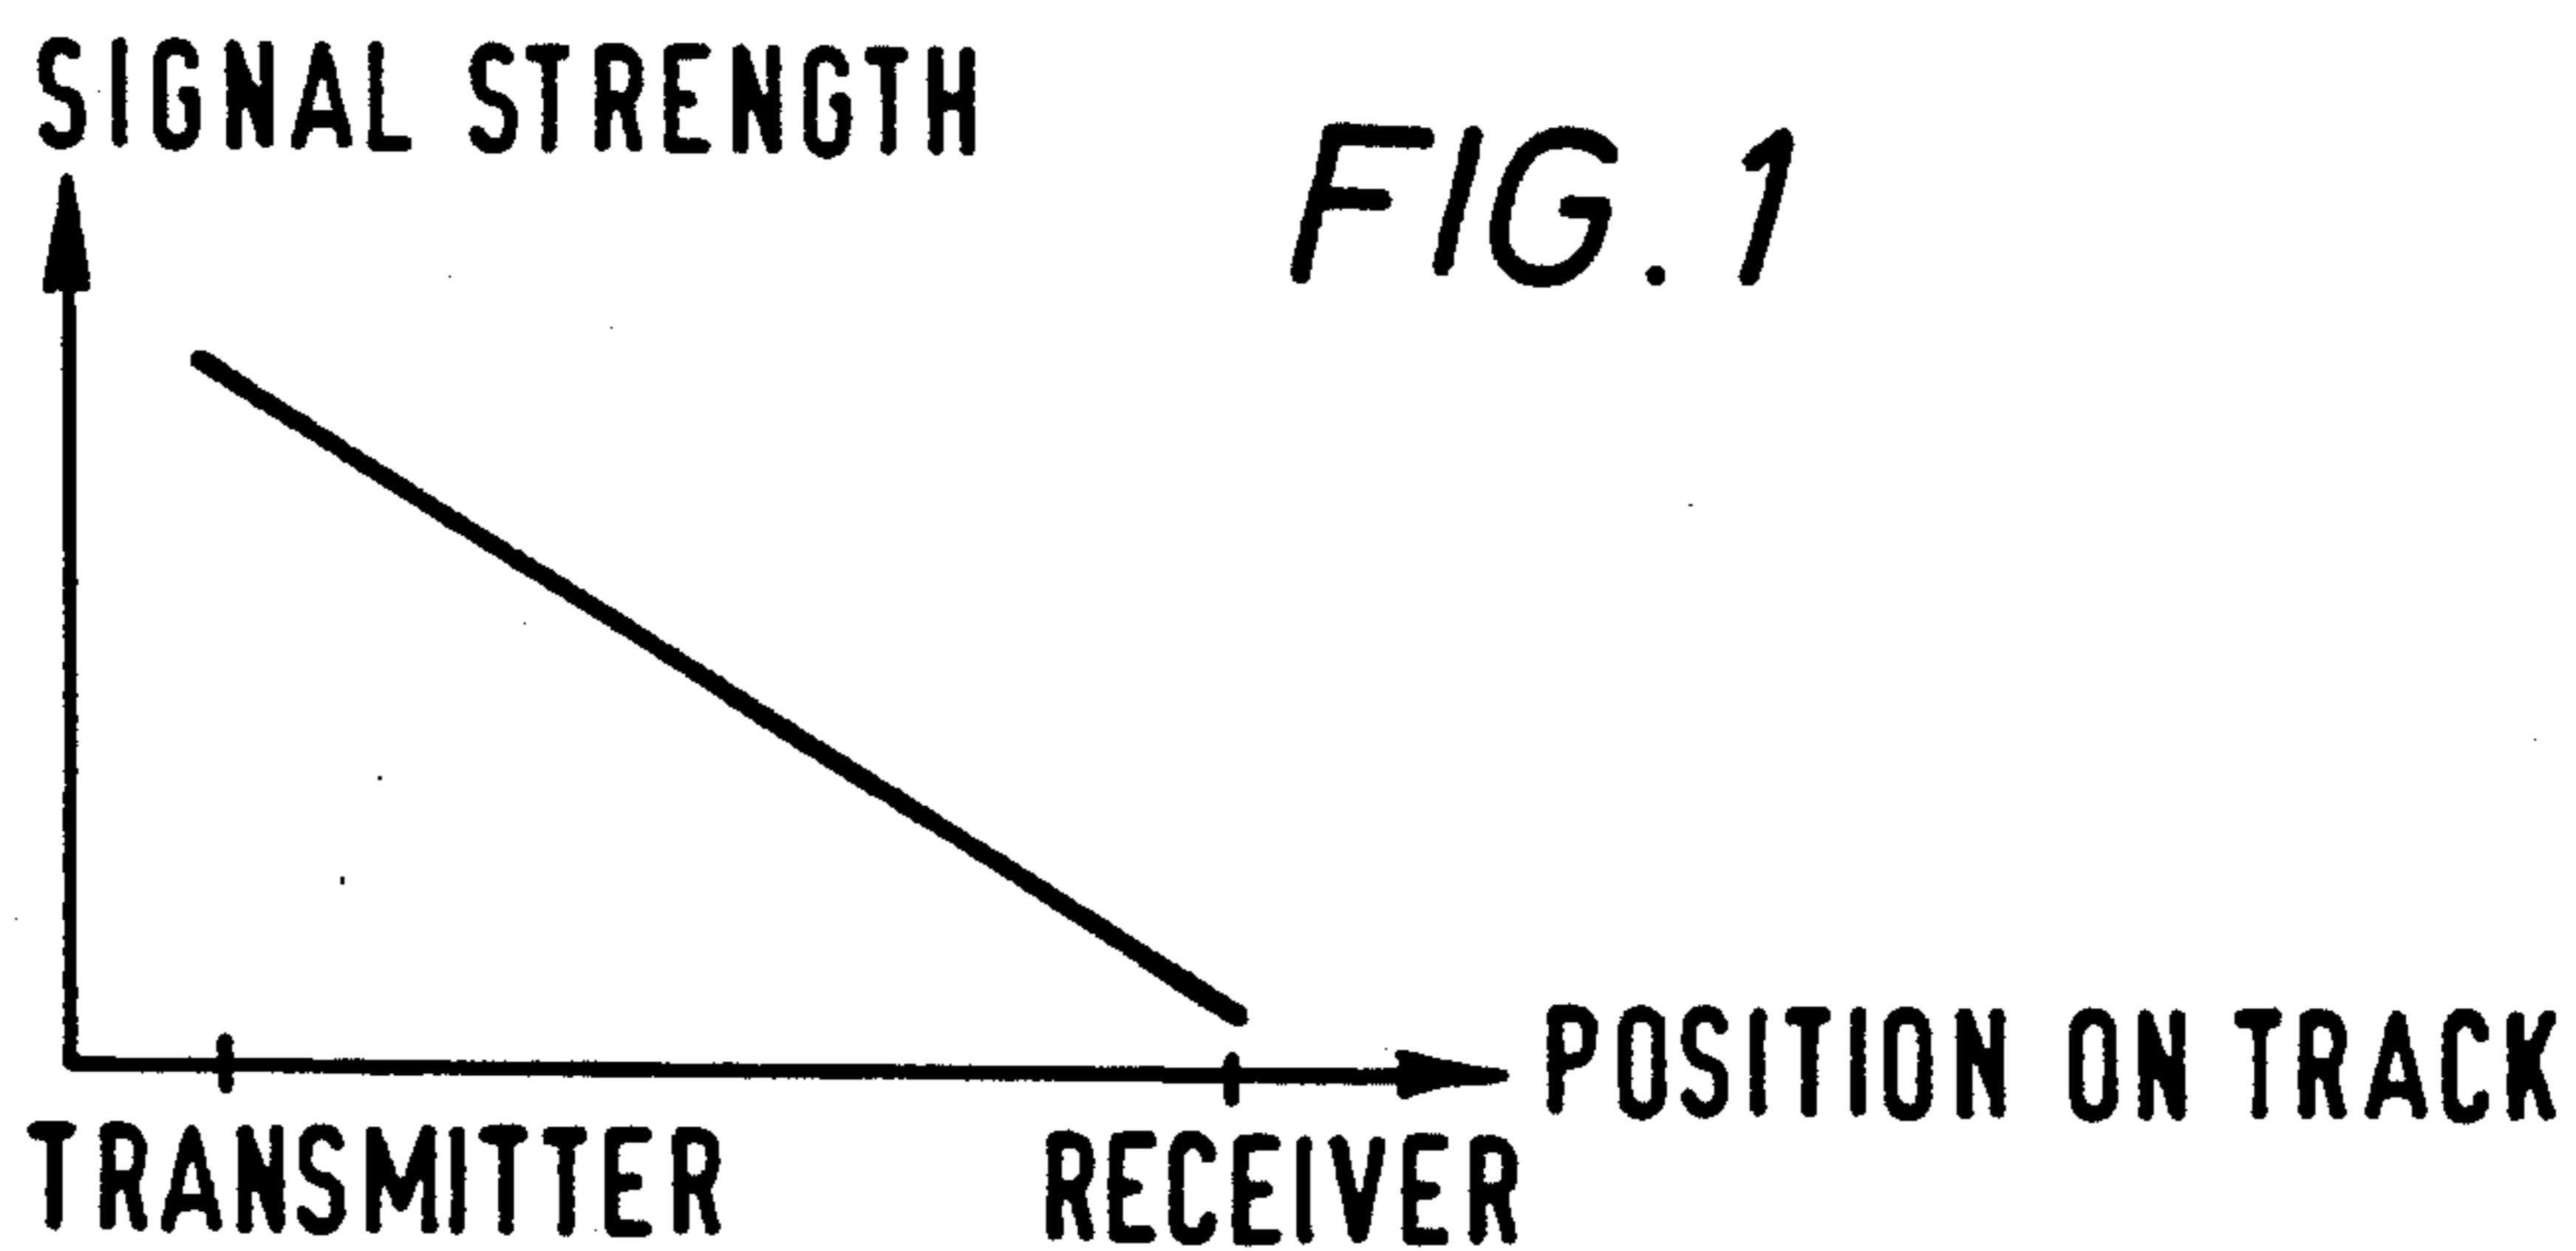 SIGNAL STRENGTH
FIG. 1
POSITION ON TRACK
TRANSMITTER
RECEIVER